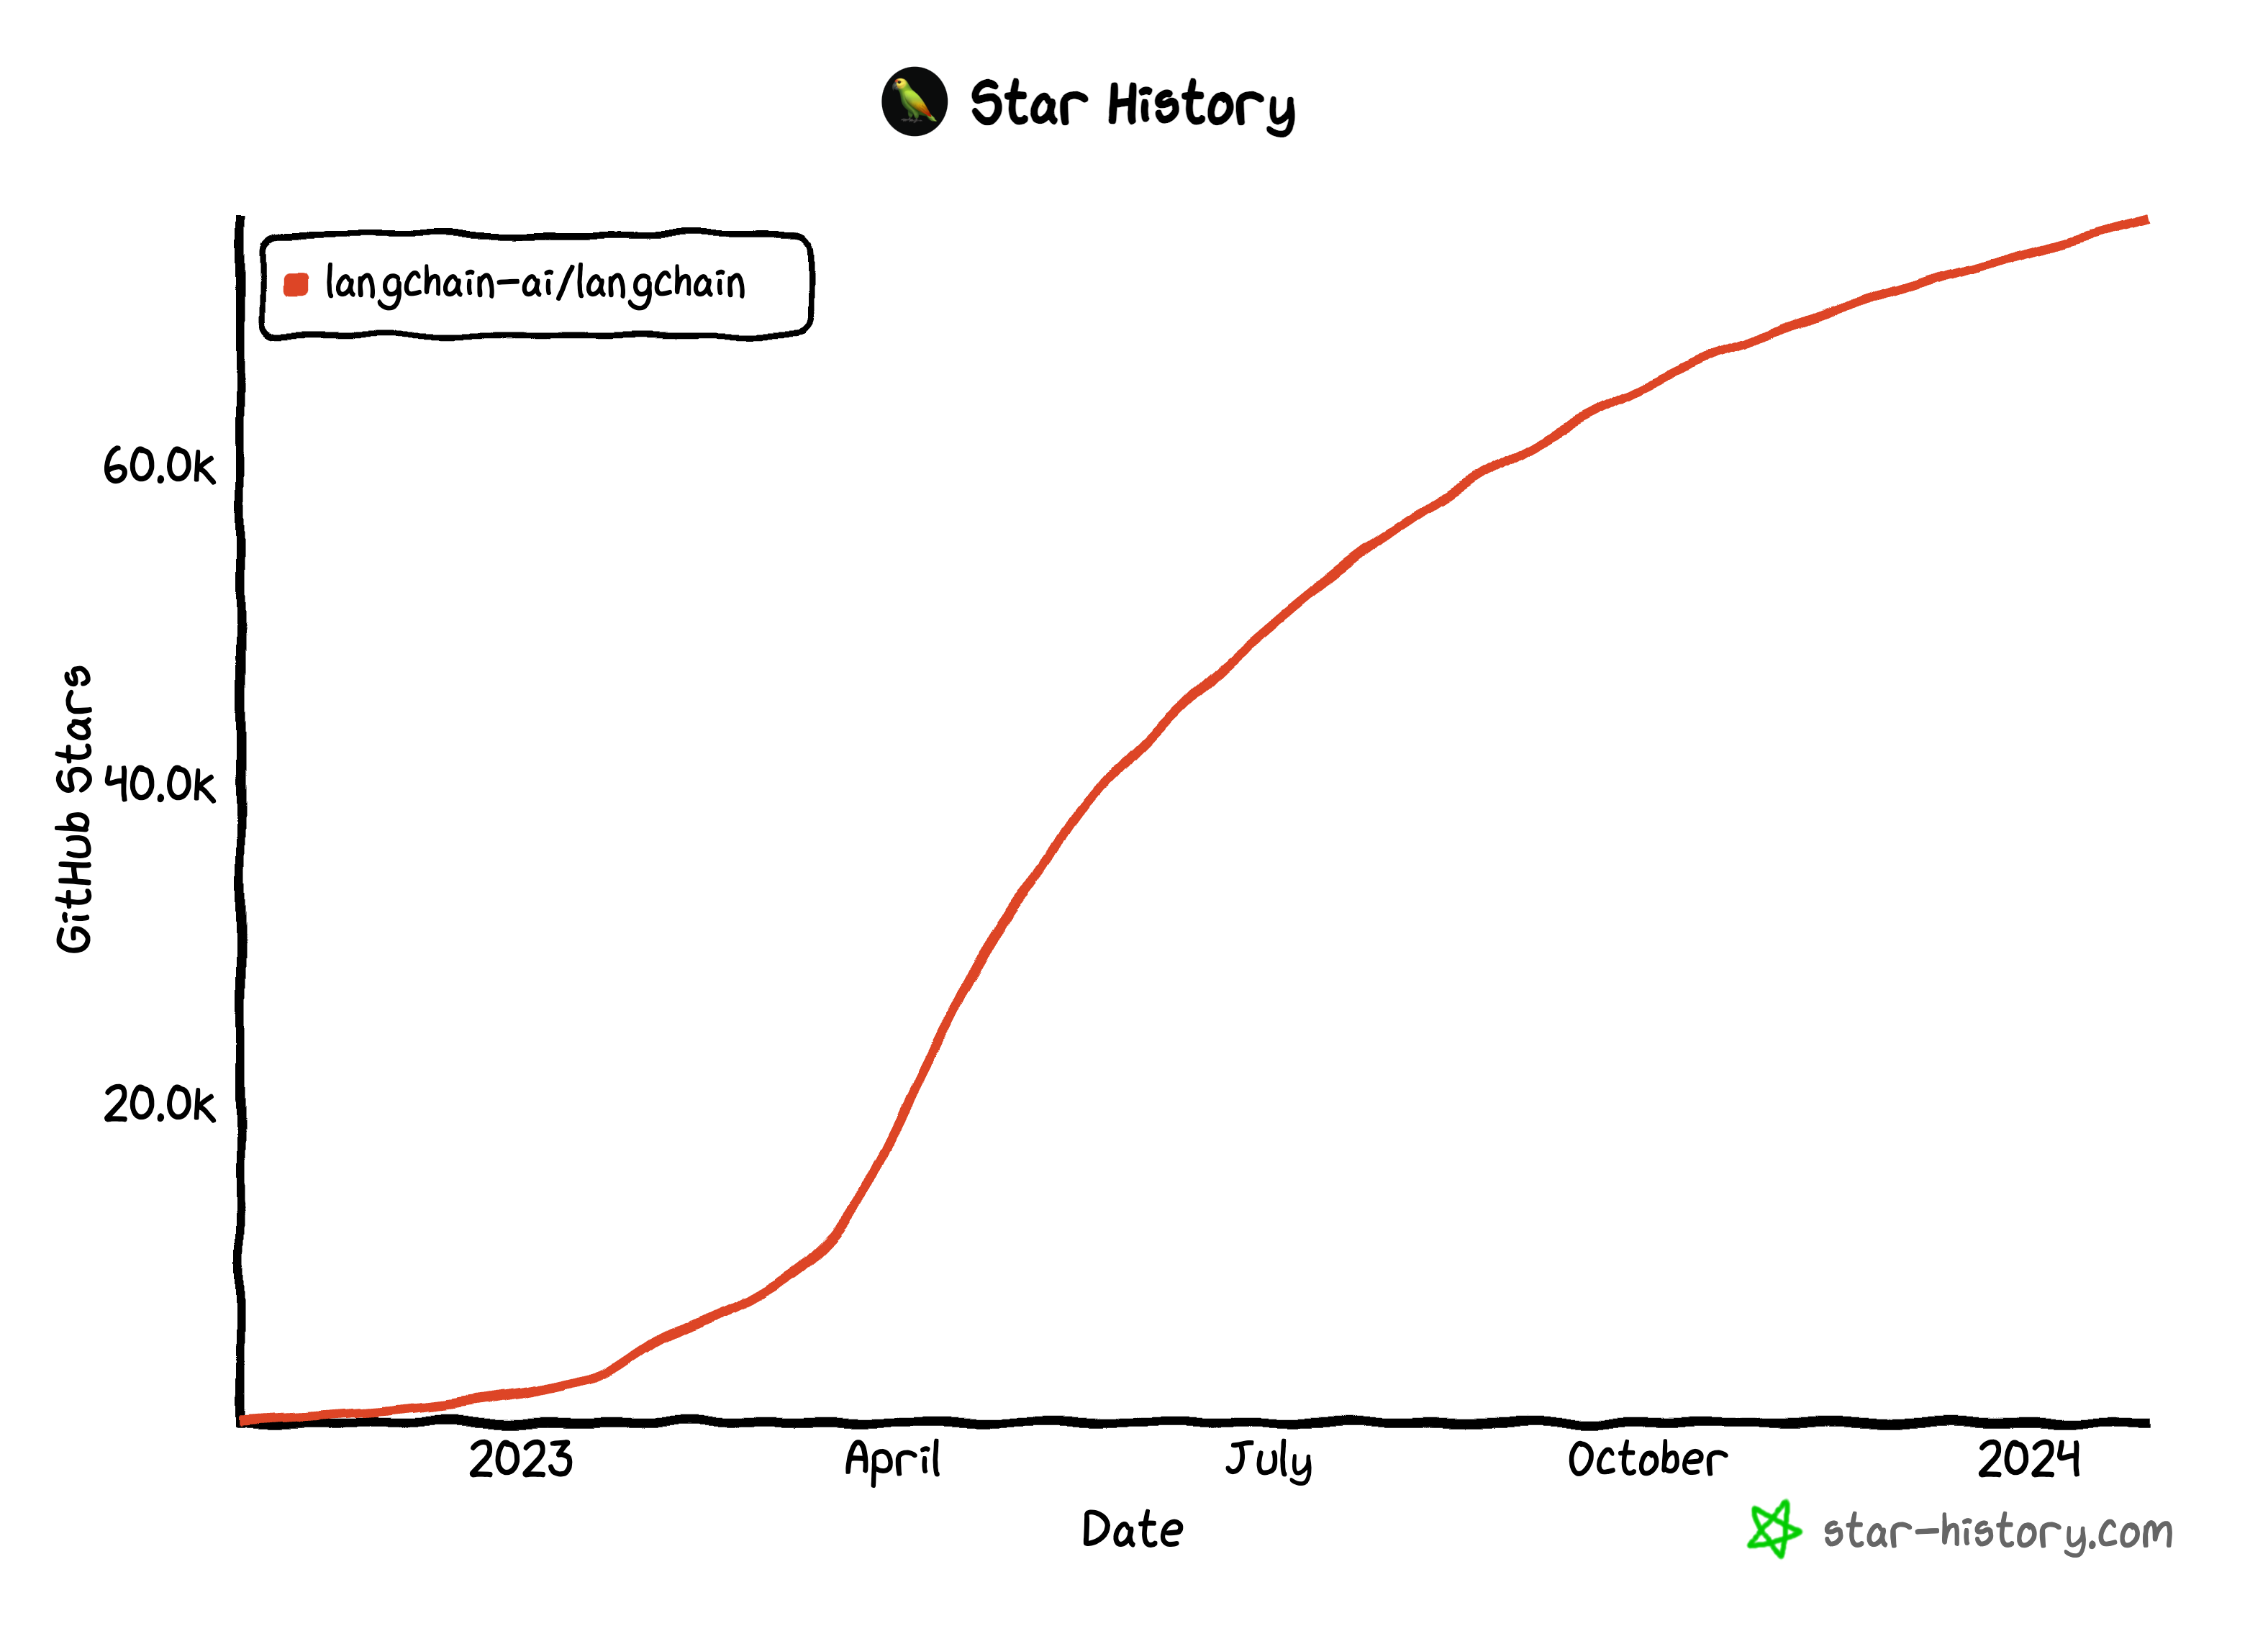 Star History
langchain-ai/langchain
60.0k
40.0k
20.0k
GitHub Stars
2023 April July October 2024
Date
star-history.com